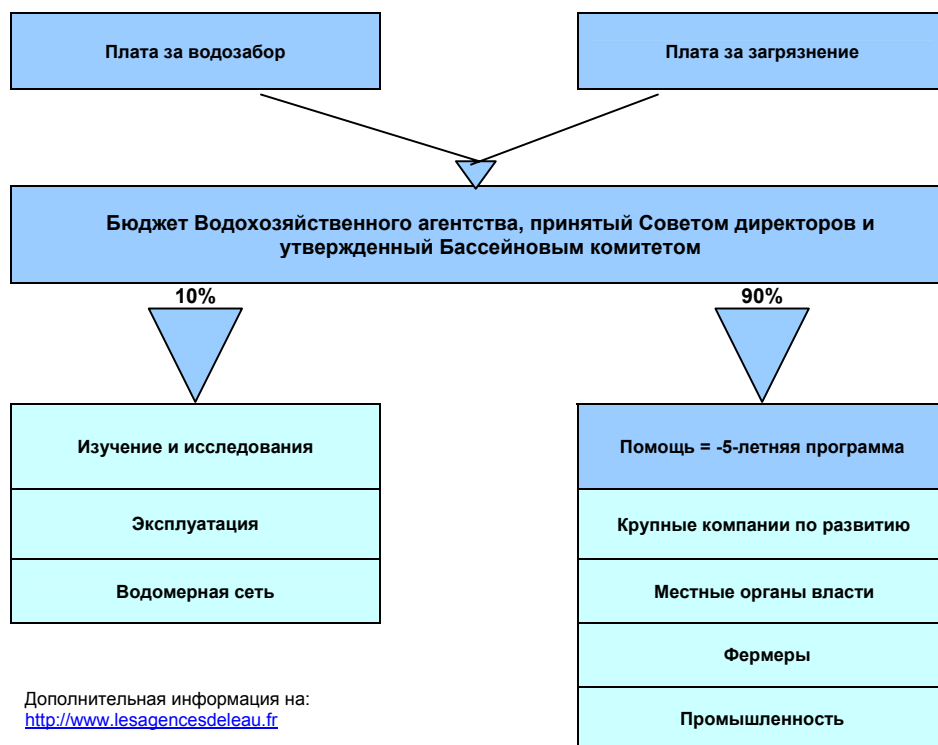 Плата за водозабор
Плата за загрязнение
Бюджет Водохозяйственного агентства, принятый Советом директоров и
утвержденный Бассейновым комитетом
10%
90%
Изучение и исследования
Помощь = -5-летняя программа
Эксплуатация
Крупные компании по развитию
Водомерная сеть
Местные органы власти
Фермеры
Промышленность
Дополнительная информация на:
http://www.lesagencesdeleau.fr